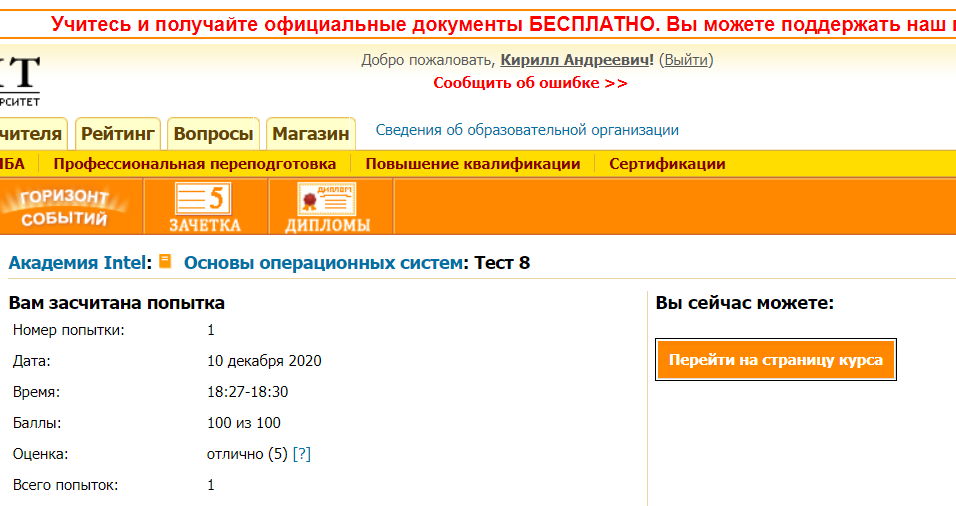 Учитесь и получайте официальные документы БЕСПЛАТНО. Вы можете поддержать наш
Добро пожаловать, Кирилл Андреевич! (Выйти)
Сообщить об ошибке >>
ИТ
РСИТЕТ
чителя Рейтинг Вопросы Магазин Сведения об образовательной организации
МБА Профессиональная переподготовка Повышение квалификации Сертификации
ГОРИЗОНТ СОБЫТИЙ
5
ЗАЧЕТКА
ДИПЛОМ
ДИПЛОМЫ
Академия Intel: Основы операционных систем: Тест 8
Вам засчитана попытка
Номер попытки: 1
Дата: 10 декабря 2020
Время: 18:27-18:30
Баллы: 100 из 100
Оценка: отлично (5) [?]
Всего попыток: 1
Вы сейчас можете:
Перейти на страницу курса